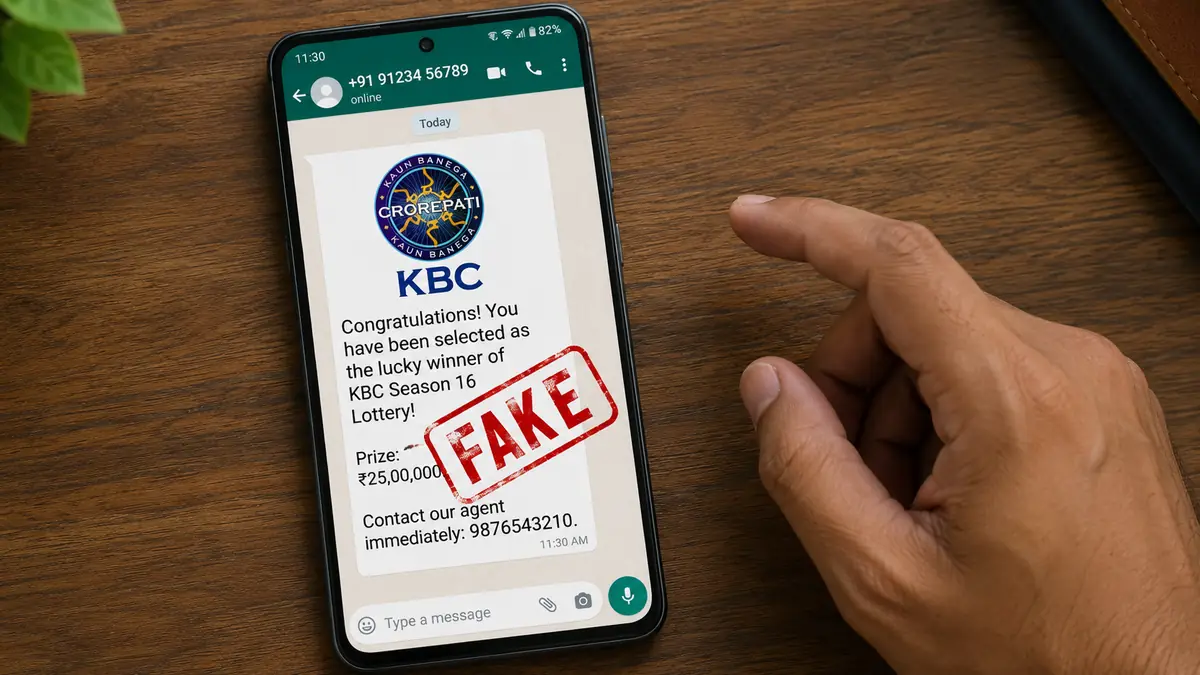 11:30
82%
+91 91234 56789
online
Today
KAUN BANEGA
CROREPATI
KAUN BANEGA
KBC
Congratulations! You
have been selected as
the lucky winner of
KBC Season 16
Lottery!
Prize:
₹25,00,000
FAKE
Contact our agent
immediately: 9876543210.
11:30 AM
Type a message